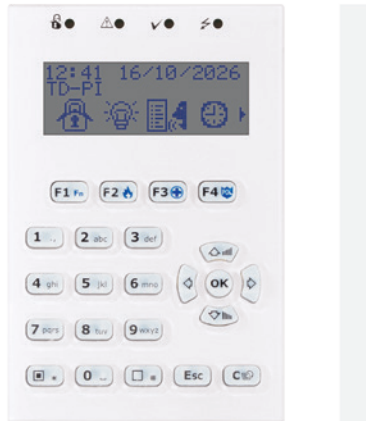 12:41 16/10/2026
TD-PI
F1 Fn F2 F3 F4
1 ., 2 abc 3 def
4 ghi 5 jkl 6 mno OK
7 pqrs 8 tuv 9 wxyz
0 Esc C